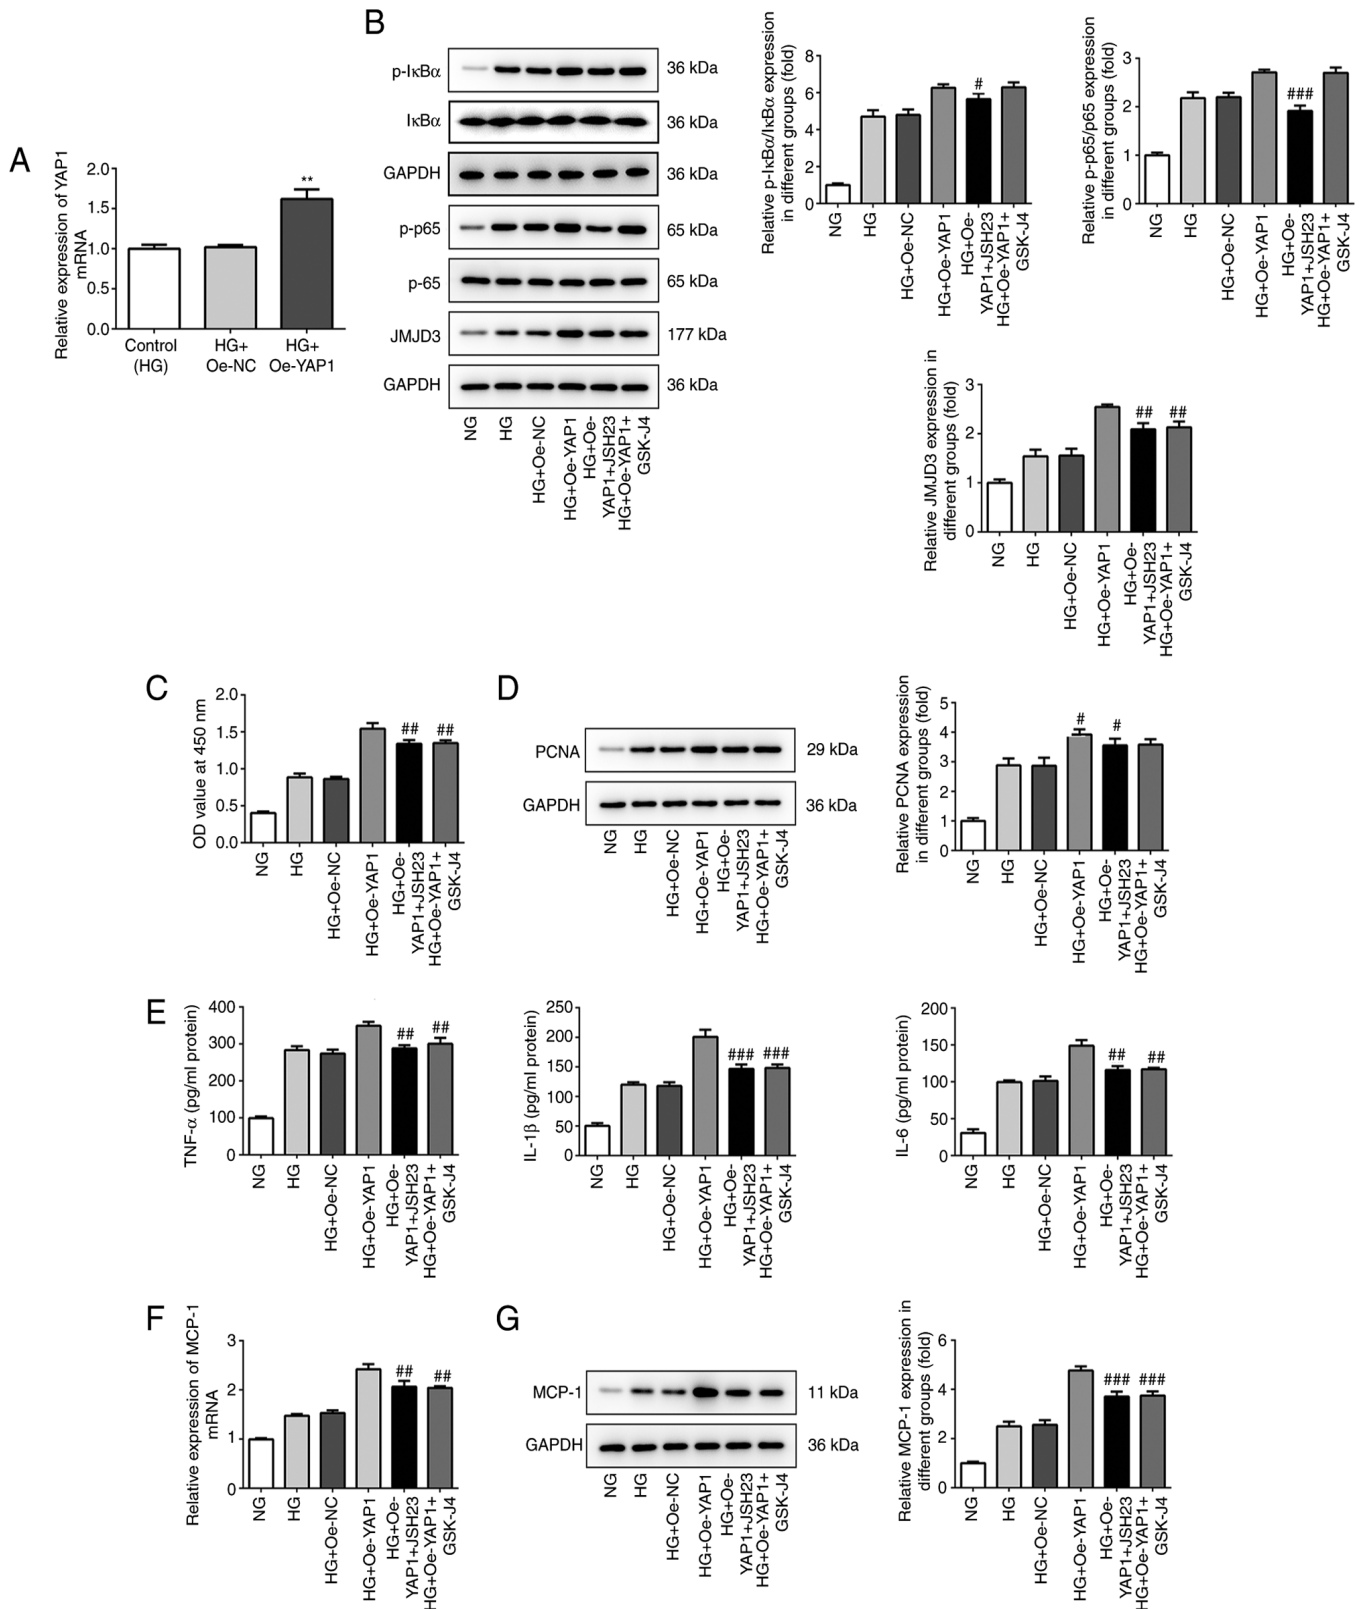 A
Relative expression of YAP1
mRNA
2.0
1.5
1.0
0.5
0.0
**
Control
(HG)
HG+
Oe-NC
HG+
Oe-YAP1
B
p-IκBα
36 kDa
IκBα
36 kDa
GAPDH
36 kDa
p-p65
65 kDa
p-65
65 kDa
JMJD3
177 kDa
GAPDH
36 kDa
NG
HG
HG+Oe-NC
HG+Oe-YAP1
HG+Oe-
YAP1+JSH23
HG+Oe-YAP1+
GSK-J4
Relative p-IκBα/IκBα expression
in different groups (fold)
8
6
4
2
0
#
NG
HG
HG+Oe-NC
HG+Oe-YAP1
HG+Oe-
YAP1+JSH23
HG+Oe-YAP1+
GSK-J4
Relative p-p65/p65 expression
in different groups (fold)
3
2
1
0
###
NG
HG
HG+Oe-NC
HG+Oe-YAP1
HG+Oe-
YAP1+JSH23
HG+Oe-YAP1+
GSK-J4
Relative JMJD3 expression in
different groups (fold)
3
2
1
0
##
##
NG
HG
HG+Oe-NC
HG+Oe-YAP1
HG+Oe-
YAP1+JSH23
HG+Oe-YAP1+
GSK-J4
C
OD value at 450 nm
2.0
1.5
1.0
0.5
0.0
##
##
NG
HG
HG+Oe-NC
HG+Oe-YAP1
HG+Oe-
YAP1+JSH23
HG+Oe-YAP1+
GSK-J4
D
PCNA
29 kDa
GAPDH
36 kDa
NG
HG
HG+Oe-NC
HG+Oe-YAP1
HG+Oe-
YAP1+JSH23
HG+Oe-YAP1+
GSK-J4
Relative PCNA expression
in different groups (fold)
5
4
3
2
1
0
#
#
NG
HG
HG+Oe-NC
HG+Oe-YAP1
HG+Oe-
YAP1+JSH23
HG+Oe-YAP1+
GSK-J4
E
TNF-α (pg/ml protein)
400
300
200
100
0
##
##
NG
HG
HG+Oe-NC
HG+Oe-YAP1
HG+Oe-
YAP1+JSH23
HG+Oe-YAP1+
GSK-J4
IL-1β (pg/ml protein)
250
200
150
100
50
0
###
###
NG
HG
HG+Oe-NC
HG+Oe-YAP1
HG+Oe-
YAP1+JSH23
HG+Oe-YAP1+
GSK-J4
IL-6 (pg/ml protein)
200
150
100
50
0
##
##
NG
HG
HG+Oe-NC
HG+Oe-YAP1
HG+Oe-
YAP1+JSH23
HG+Oe-YAP1+
GSK-J4
F
Relative expression of MCP-1
mRNA
3
2
1
0
##
##
NG
HG
HG+Oe-NC
HG+Oe-YAP1
HG+Oe-
YAP1+JSH23
HG+Oe-YAP1+
GSK-J4
G
MCP-1
11 kDa
GAPDH
36 kDa
NG
HG
HG+Oe-NC
HG+Oe-YAP1
HG+Oe-
YAP1+JSH23
HG+Oe-YAP1+
GSK-J4
Relative MCP-1 expression in
different groups (fold)
6
4
2
0
###
###
NG
HG
HG+Oe-NC
HG+Oe-YAP1
HG+Oe-
YAP1+JSH23
HG+Oe-YAP1+
GSK-J4